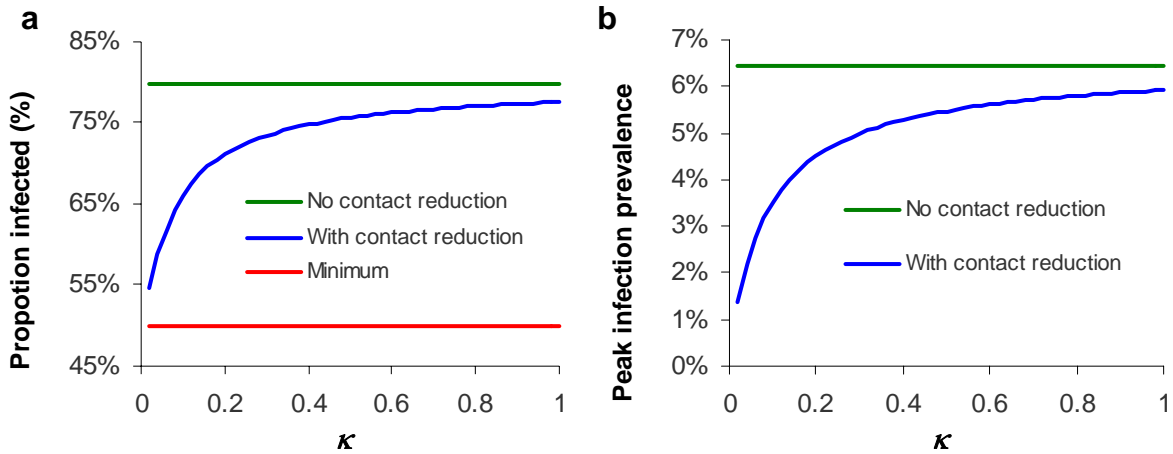 a
Propotion infected (%)
85%
75%
65%
55%
45%
No contact reduction
With contact reduction
Minimum
0 0.2 0.4 0.6 0.8 1
κ
b
Peak infection prevalence
7%
6%
5%
4%
3%
2%
1%
0%
No contact reduction
With contact reduction
0 0.2 0.4 0.6 0.8 1
κ